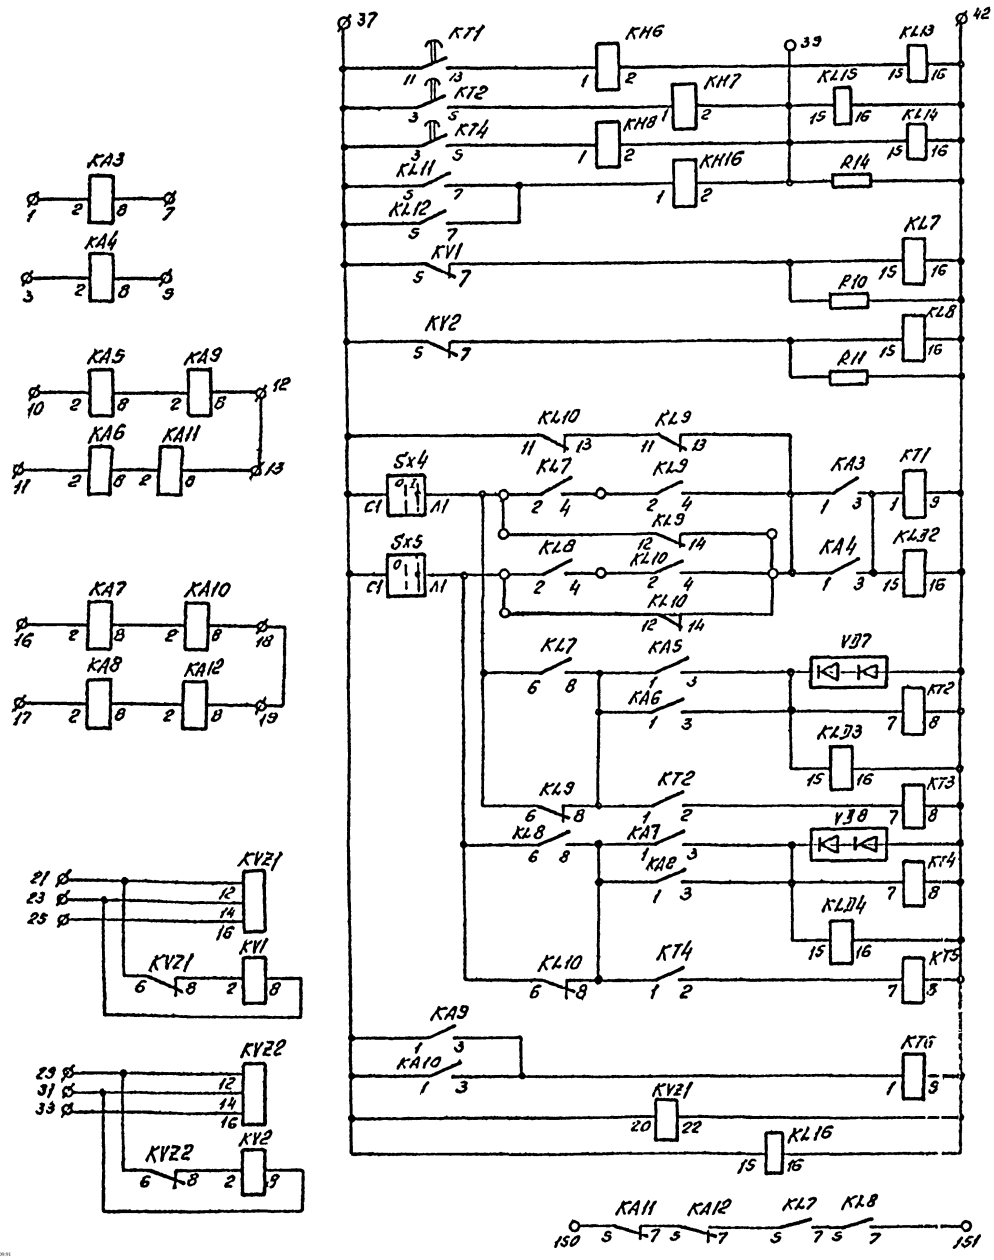 37
42
KT1
KH6
39
KL13
11 13
1 2
15 16
KT2
KH7
KL15
3 5
1 2
15 16
KT4
KH8
KL14
3 5
1 2
15 16
KL11
KH16
R14
5 7
1 2
KL12
5 7
KV1
KL7
5 7
15 16
R10
KV2
KL8
5 7
15 16
R11
KL10
KL9
11 13
11 13
Sx4
O I
C1 Л1
KL7
KL9
KA3
KT1
2 4
2 4
1 3
1 9
KL9
12 14
Sx5
O
C1 Л1
KL8
KL10
KA4
2 4
2 4
1 3
15 16
KL10
12 14
KL7
KA5
VD7
6 8
1 3
KA6
KT2
1 3
7 8
KLD3
15 16
KL9
KT2
KT3
6 8
1 2
7 8
KL8
KA7
VD8
6 8
1 3
KA8
KT4
1 3
7 8
KLD4
15 16
KL10
KT4
KT5
6 8
1 2
7 8
KA9
1 3
KA10
KT6
1 3
1 9
KVZ1
20 22
KL16
15 16
KA11
KA12
KL7
KL8
150
5 7
5 7
5 7
5 7
151
KA3
1
2 8
7
KA4
3
2 8
9
KA5
KA9
12
10
2 8
2 8
KA6
KA11
11
2 8
2 8
13
KA7
KA10
16
2 8
2 8
18
KA8
KA12
17
2 8
2 8
19
KVZ1
21
12
23
14
25
16
KVZ1
KV1
6 8
2 8
KVZ2
29
12
31
14
33
16
KVZ2
KV2
6 8
2